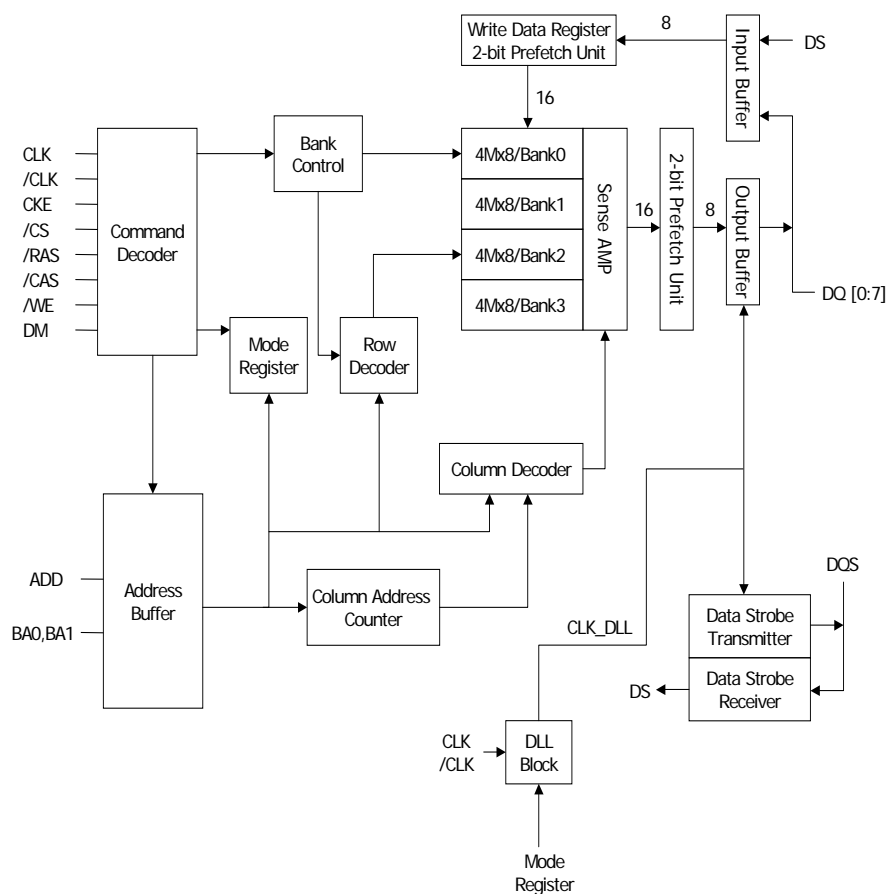 Write Data Register
2-bit Prefetch Unit
8
Input Buffer
DS
16
CLK
/CLK
CKE
/CS
/RAS
/CAS
/WE
DM
Command
Decoder
Bank
Control
4Mx8/Bank0
4Mx8/Bank1
4Mx8/Bank2
4Mx8/Bank3
Sense AMP
16
2-bit Prefetch Unit
8
Output Buffer
DQ [0:7]
Mode
Register
Row
Decoder
Column Decoder
ADD
BA0,BA1
Address
Buffer
Column Address
Counter
CLK_DLL
DQS
Data Strobe
Transmitter
Data Strobe
Receiver
DS
CLK
/CLK
DLL
Block
Mode
Register